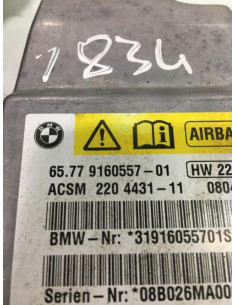 1834
BMW
AIRBA
65.77 9160557-01 HW 22
ACSM 220 4431-11 080
BMW-Nr: *31916055701S
Serien-Nr: *08B026MA00